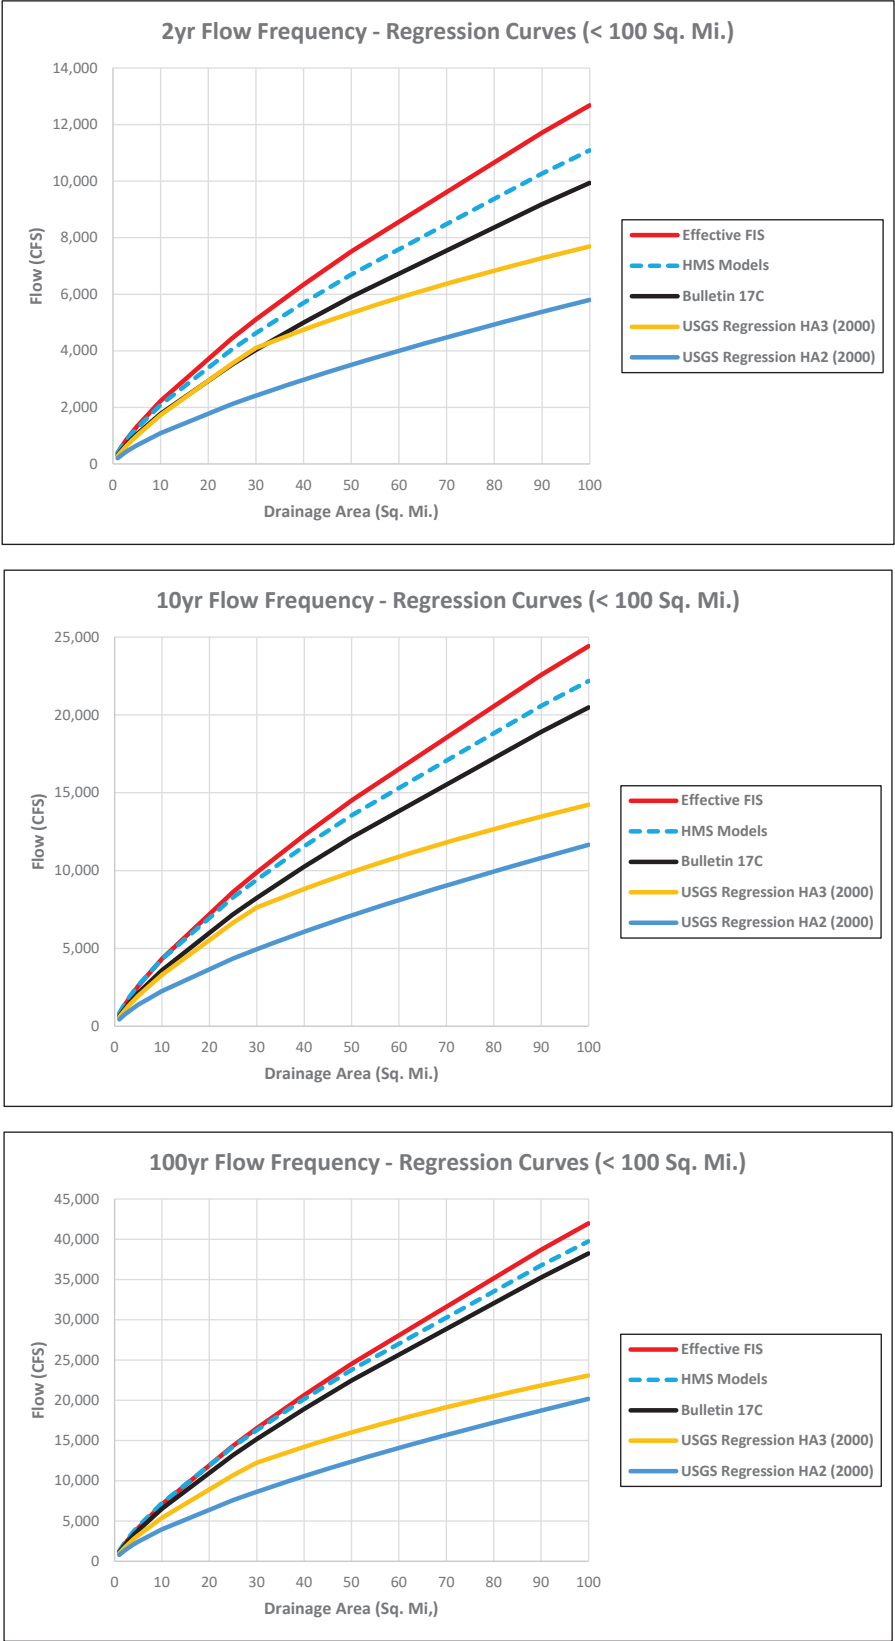 2yr Flow Frequency - Regression Curves (< 100 Sq. Mi.)
14,000
12,000
10,000
8,000
6,000
4,000
2,000
0
Flow (CFS)
0 10 20 30 40 50 60 70 80 90 100
Drainage Area (Sq. Mi.)
Effective FIS
HMS Models
Bulletin 17C
USGS Regression HA3 (2000)
USGS Regression HA2 (2000)
10yr Flow Frequency - Regression Curves (< 100 Sq. Mi.)
25,000
20,000
15,000
10,000
5,000
0
Flow (CFS)
0 10 20 30 40 50 60 70 80 90 100
Drainage Area (Sq. Mi.)
Effective FIS
HMS Models
Bulletin 17C
USGS Regression HA3 (2000)
USGS Regression HA2 (2000)
100yr Flow Frequency - Regression Curves (< 100 Sq. Mi.)
45,000
40,000
35,000
30,000
25,000
20,000
15,000
10,000
5,000
0
Flow (CFS)
0 10 20 30 40 50 60 70 80 90 100
Drainage Area (Sq. Mi,)
Effective FIS
HMS Models
Bulletin 17C
USGS Regression HA3 (2000)
USGS Regression HA2 (2000)